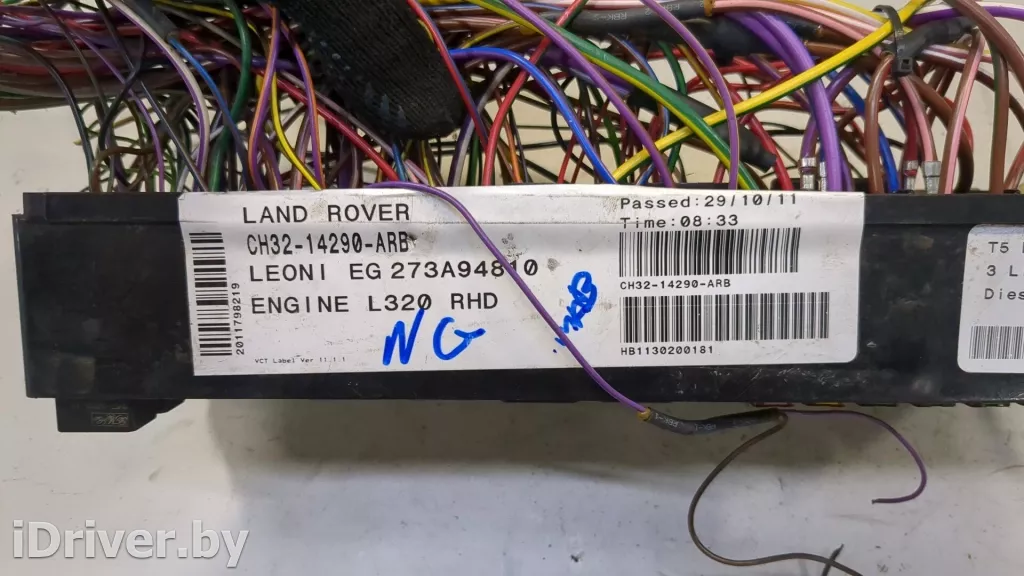 LAND ROVER
CH32-14290-ARB
LEONI EG 273A94810
ENGINE L320 RHD
2011798219
VCT Label Ver 11.1.1
NG
Passed:29/10/11
Time:08:33
CH32-14290-ARB
HB1130200181
T5
3 L
Dies
iDriver.by